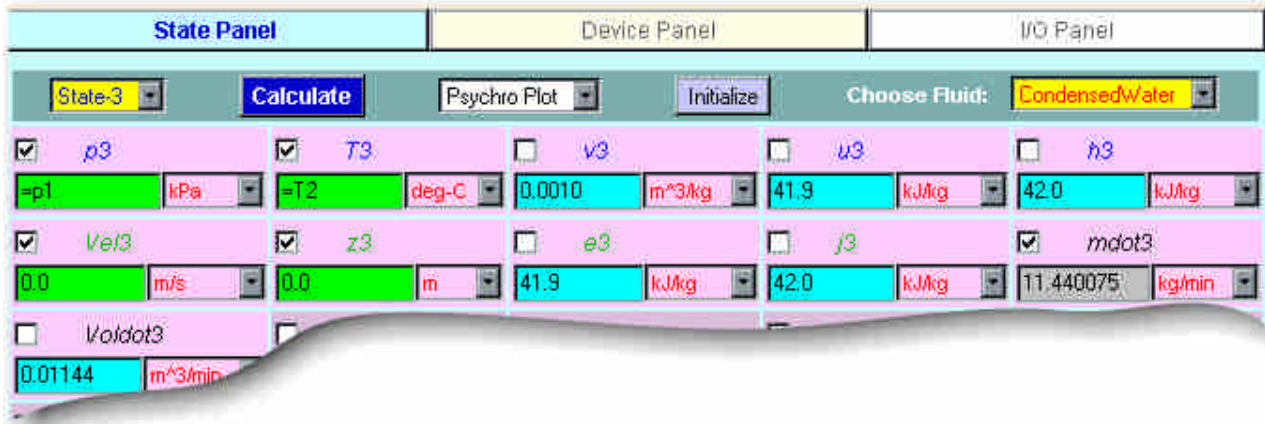 State Panel Device Panel I/O Panel
State-3 Calculate Psychro Plot Initialize Choose Fluid: CondensedWater
p3 T3 v3 u3 h3
=p1 kPa =T2 deg-C 0.0010 m^3/kg 41.9 kJ/kg 42.0 kJ/kg
Vel3 z3 e3 j3 mdot3
0.0 m/s 0.0 m 41.9 kJ/kg 42.0 kJ/kg 11.440075 kg/min
Voldot3
0.01144 m^3/min